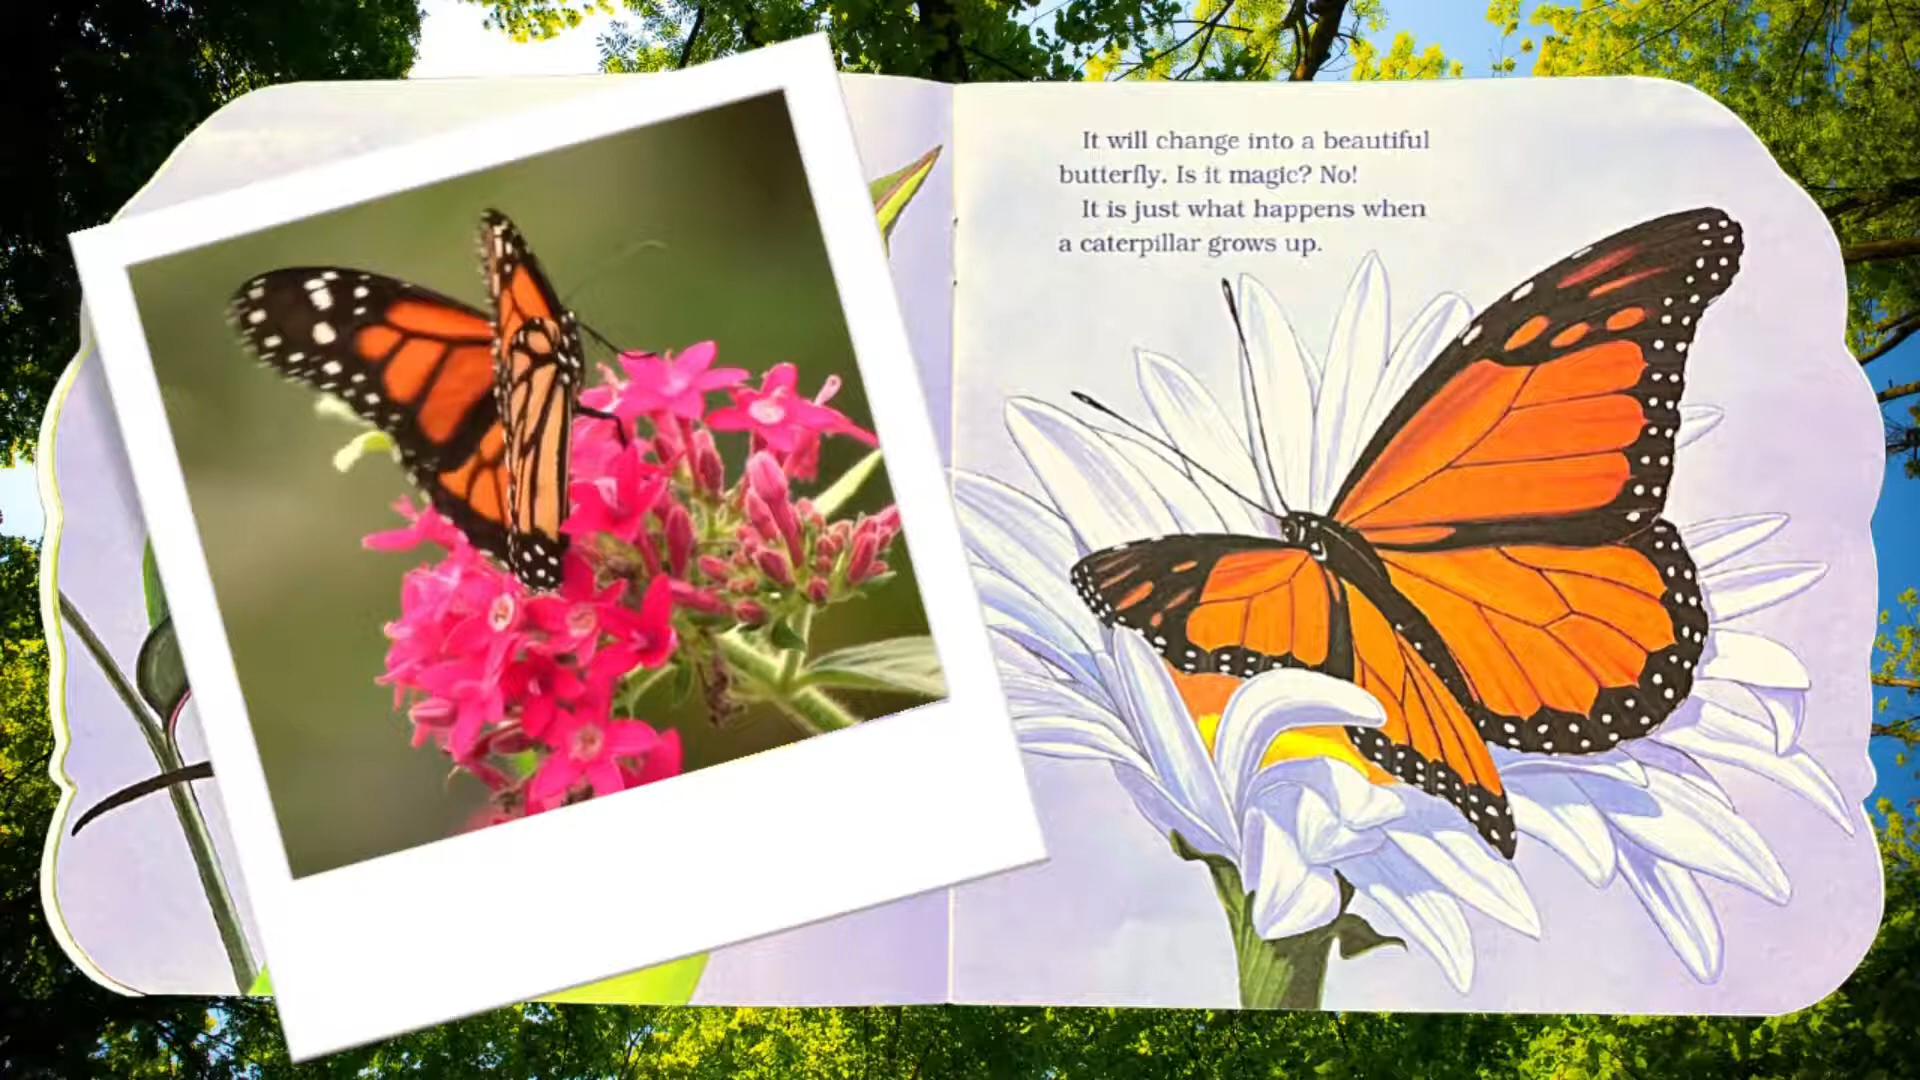 It will change into a beautiful
butterfly. Is it magic? No!
It is just what happens when
a caterpillar grows up.